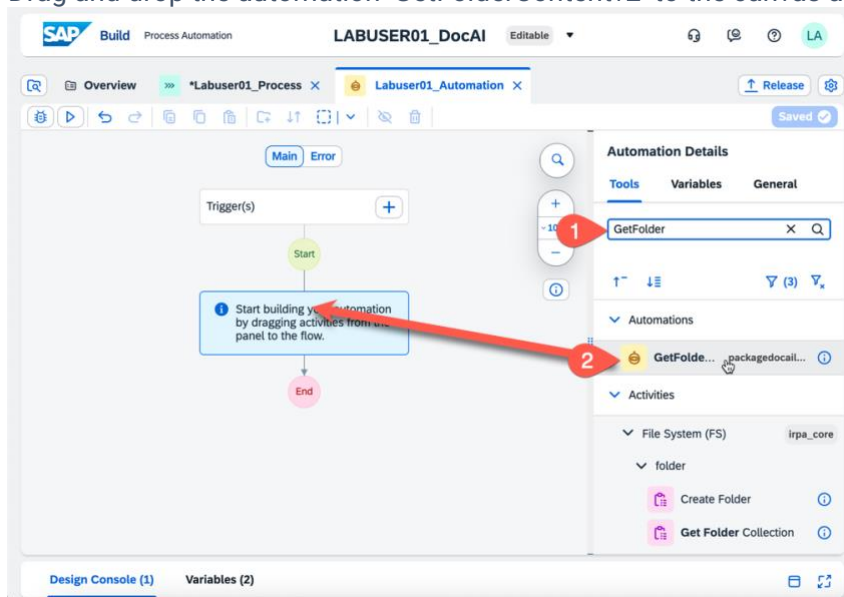 SAP Build Process Automation LABUSER01_DocAI Editable LA
Overview *Labuser01_Process Labuser01_Automation Release
Saved
Main Error
Trigger(s)
Start
Start building your automation
by dragging activities from the
panel to the flow.
End
Automation Details
Tools Variables General
1 GetFolder
(3)
Automations
2 GetFolde... packagedocail...
Activities
File System (FS) irpa_core
folder
Create Folder
Get Folder Collection
Design Console (1) Variables (2)